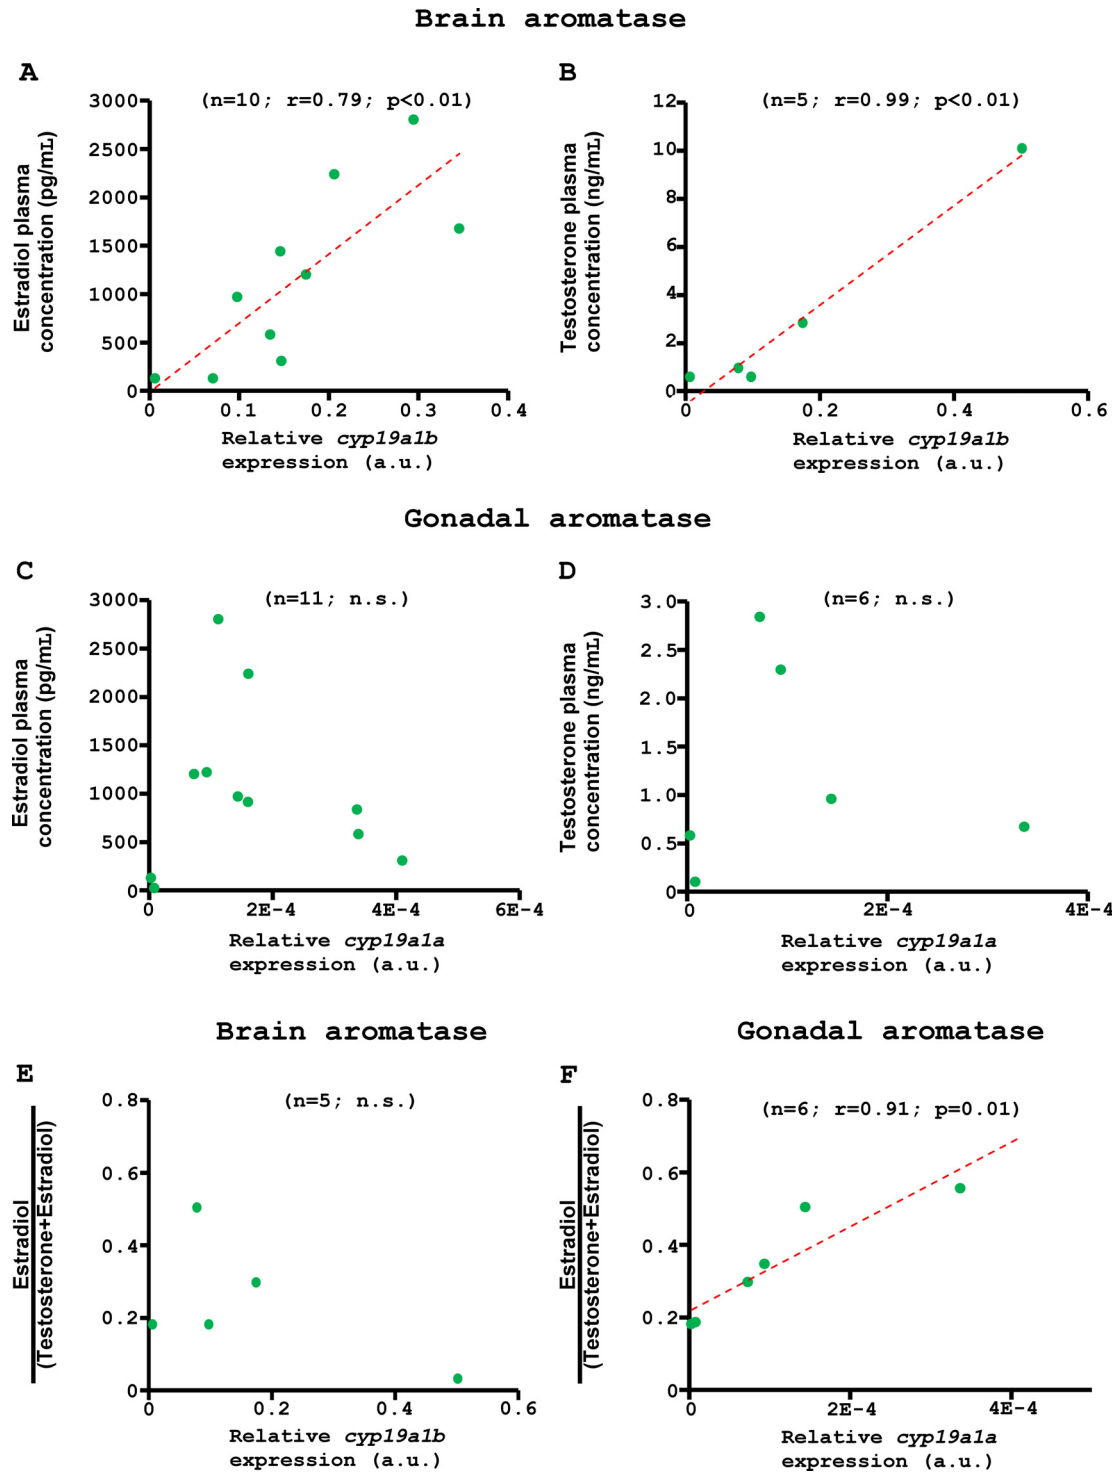 Brain aromatase
A
(n=10; r=0.79; p<0.01)
Estradiol plasma
concentration (pg/mL)
3000
2500
2000
1500
1000
500
0
0 0.1 0.2 0.3 0.4
Relative cyp19a1b
expression (a.u.)
B
(n=5; r=0.99; p<0.01)
Testosterone plasma
concentration (ng/mL)
12
10
8
6
4
2
0
0 0.2 0.4 0.6
Relative cyp19a1b
expression (a.u.)
Gonadal aromatase
C
(n=11; n.s.)
Estradiol plasma
concentration (pg/mL)
3000
2500
2000
1500
1000
500
0
0 2E-4 4E-4 6E-4
Relative cyp19a1a
expression (a.u.)
D
(n=6; n.s.)
Testosterone plasma
concentration (ng/mL)
3.0
2.5
2.0
1.5
1.0
0.5
0
0 2E-4 4E-4
Relative cyp19a1a
expression (a.u.)
Brain aromatase
E
(n=5; n.s.)
Estradiol
(Testosterone+Estradiol)
0.8
0.6
0.4
0.2
0
0 0.2 0.4 0.6
Relative cyp19a1b
expression (a.u.)
Gonadal aromatase
F
(n=6; r=0.91; p=0.01)
Estradiol
(Testosterone+Estradiol)
0.8
0.6
0.4
0.2
0
0 2E-4 4E-4
Relative cyp19a1a
expression (a.u.)